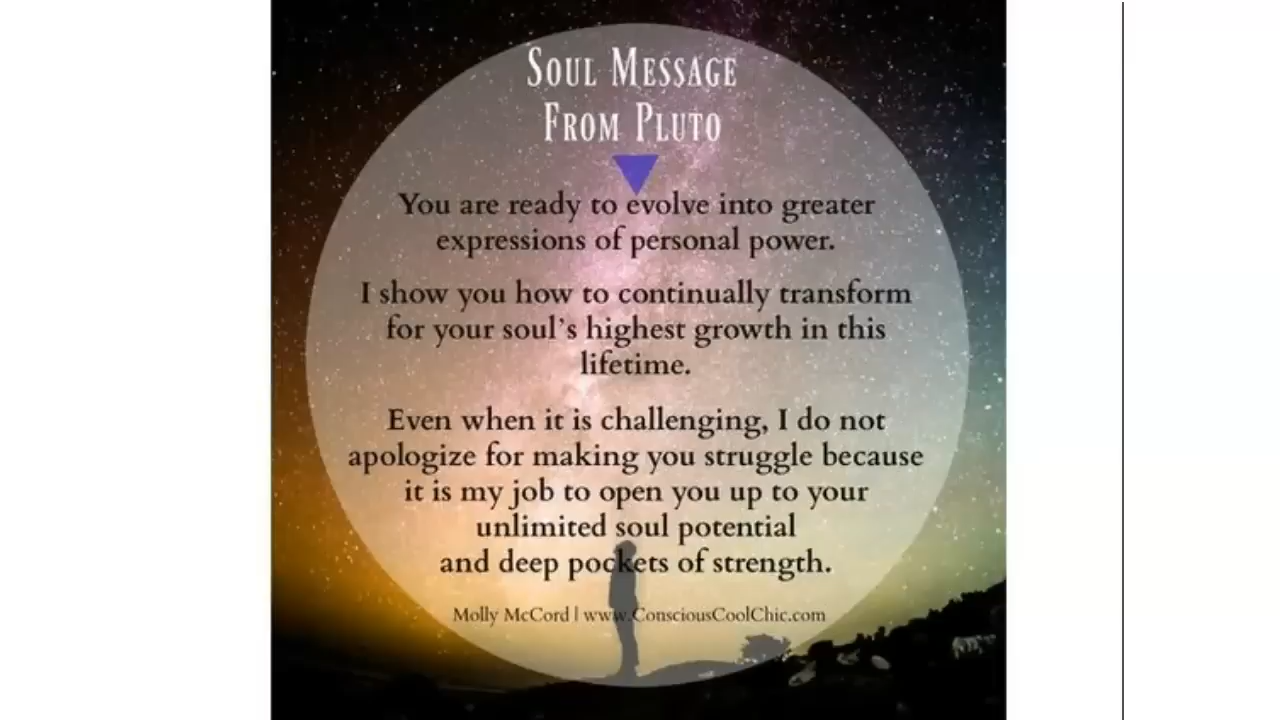 Soul Message
From Pluto
You are ready to evolve into greater
expressions of personal power.
I show you how to continually transform
for your soul's highest growth in this
lifetime.
Even when it is challenging, I do not
apologize for making you struggle because
it is my job to open you up to your
unlimited soul potential
and deep pockets of strength.
Molly McCord | www.ConsciousCoolChic.com